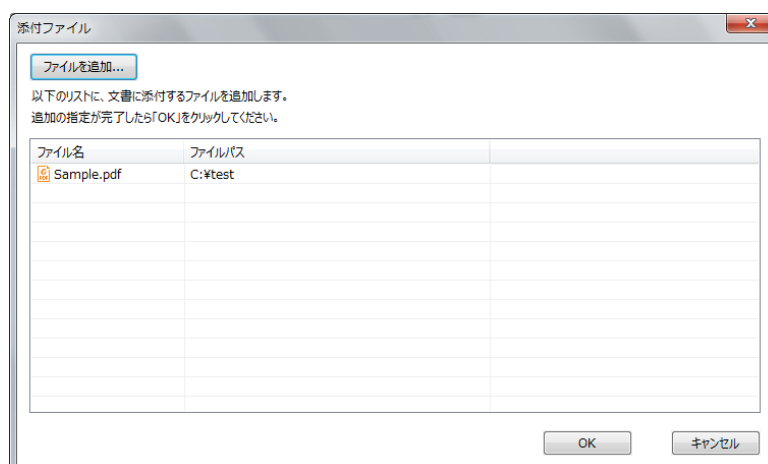 添付ファイル
ファイルを追加...
以下のリストに、文書に添付するファイルを追加します。
追加の指定が完了したら「OK」をクリックしてください。
ファイル名 ファイルパス
Sample.pdf C:¥test
OK キャンセル